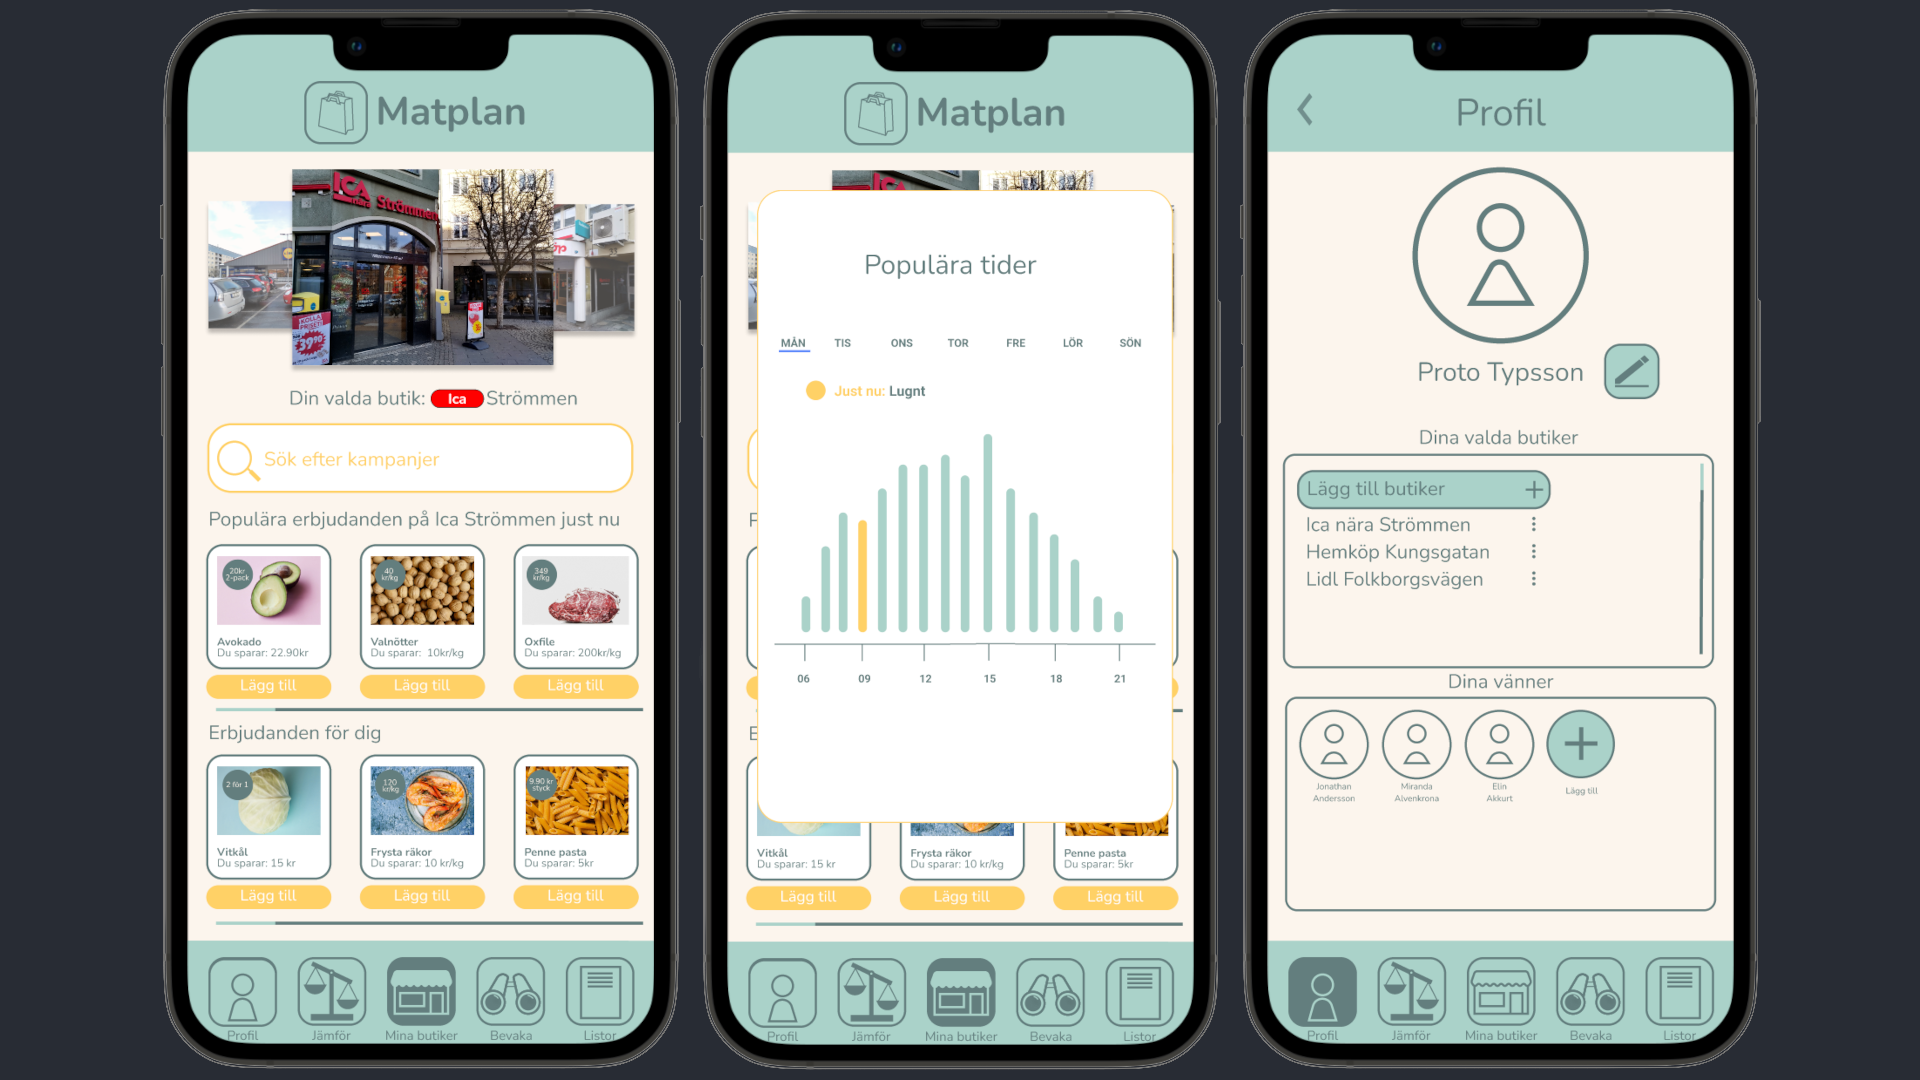 Matplan
ICA
nära
Strömmen
KOLLA
PRISET!
39.90
Din valda butik: Ica Strömmen
Sök efter kampanjer
Populära erbjudanden på Ica Strömmen just nu
20kr
2-pack
40
kr/kg
349
kr/kg
Avokado
Du sparar: 22.90kr
Valnötter
Du sparar: 10kr/kg
Oxfile
Du sparar: 200kr/kg
Lägg till
Lägg till
Lägg till
Erbjudanden för dig
2 för 1
120
kr/kg
9.90 kr
styck
Vitkål
Du sparar: 15 kr
Frysta räkor
Du sparar: 10 kr/kg
Penne pasta
Du sparar: 5kr
Lägg till
Lägg till
Lägg till
Profil
Jämför
Mina butiker
Bevaka
Listor
Matplan
Populära tider
MÅN TIS ONS TOR FRE LÖR SÖN
Just nu: Lugnt
06 09 12 15 18 21
Vitkål
Du sparar: 15 kr
Frysta räkor
Du sparar: 10 kr/kg
Penne pasta
Du sparar: 5kr
Lägg till
Lägg till
Lägg till
Profil
Jämför
Mina butiker
Bevaka
Listor
Profil
Proto Typsson
Dina valda butiker
Lägg till butiker
Ica nära Strömmen
Hemköp Kungsgatan
Lidl Folkborgsvägen
Dina vänner
Jonathan
Andersson
Miranda
Alvenkrona
Elin
Akkurt
Lägg till
Profil
Jämför
Mina butiker
Bevaka
Listor